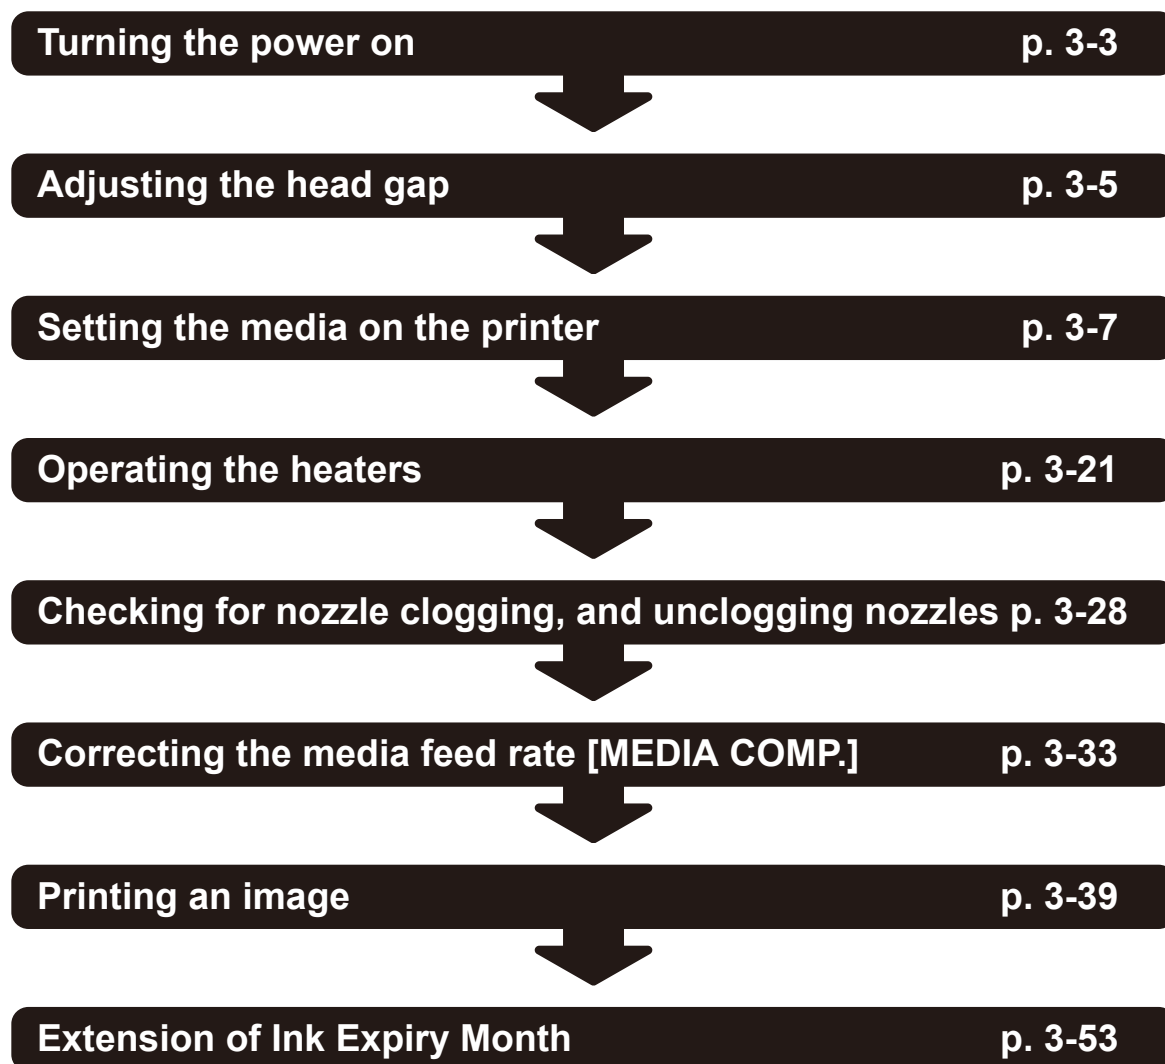 Turning the power on p. 3-3
Adjusting the head gap p. 3-5
Setting the media on the printer p. 3-7
Operating the heaters p. 3-21
Checking for nozzle clogging, and unclogging nozzles p. 3-28
Correcting the media feed rate [MEDIA COMP.] p. 3-33
Printing an image p. 3-39
Extension of Ink Expiry Month p. 3-53